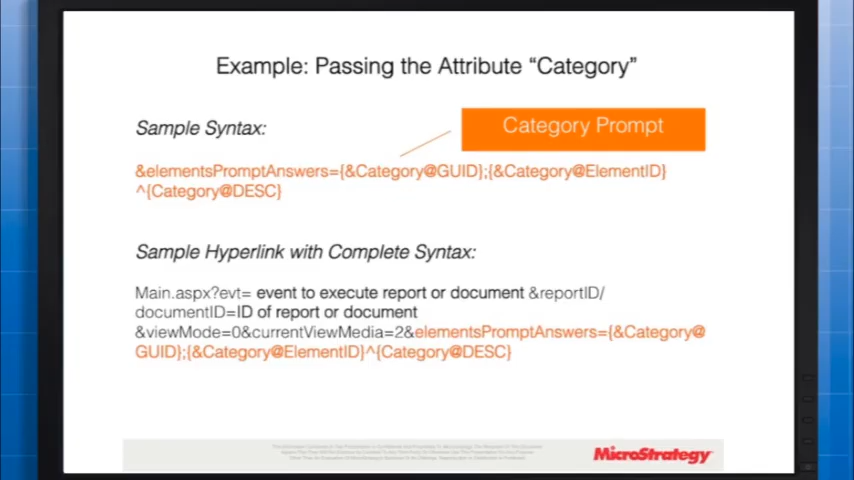 Example: Passing the Attribute “Category”
Category Prompt
Sample Syntax:
&elementsPromptAnswers={&Category@GUID};{&Category@ElementID}
^{Category@DESC}
Sample Hyperlink with Complete Syntax:
Main.aspx?evt= event to execute report or document &reportID/
documentID=ID of report or document
&viewMode=0&currentViewMedia=2&elementsPromptAnswers={&Category@
GUID};{&Category@ElementID}^{Category@DESC}
MicroStrategy